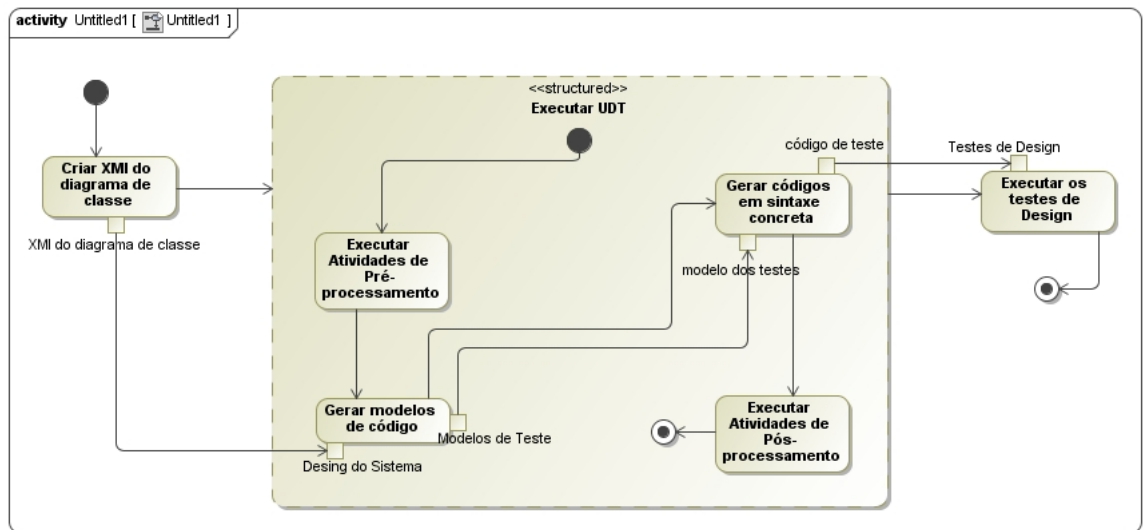 activity Untitled1 [ Untitled1 ]
<<structured>>
Executar UDT
Criar XMI do
diagrama de
classe
XMI do diagrama de classe
Executar
Atividades de
Pré-
processamento
Gerar modelos
de código
Modelos de Teste
Desing do Sistema
código de teste
Gerar códigos
em sintaxe
concreta
modelo dos testes
Executar
Atividades de
Pós-
processamento
Testes de Design
Executar os
testes de
Design